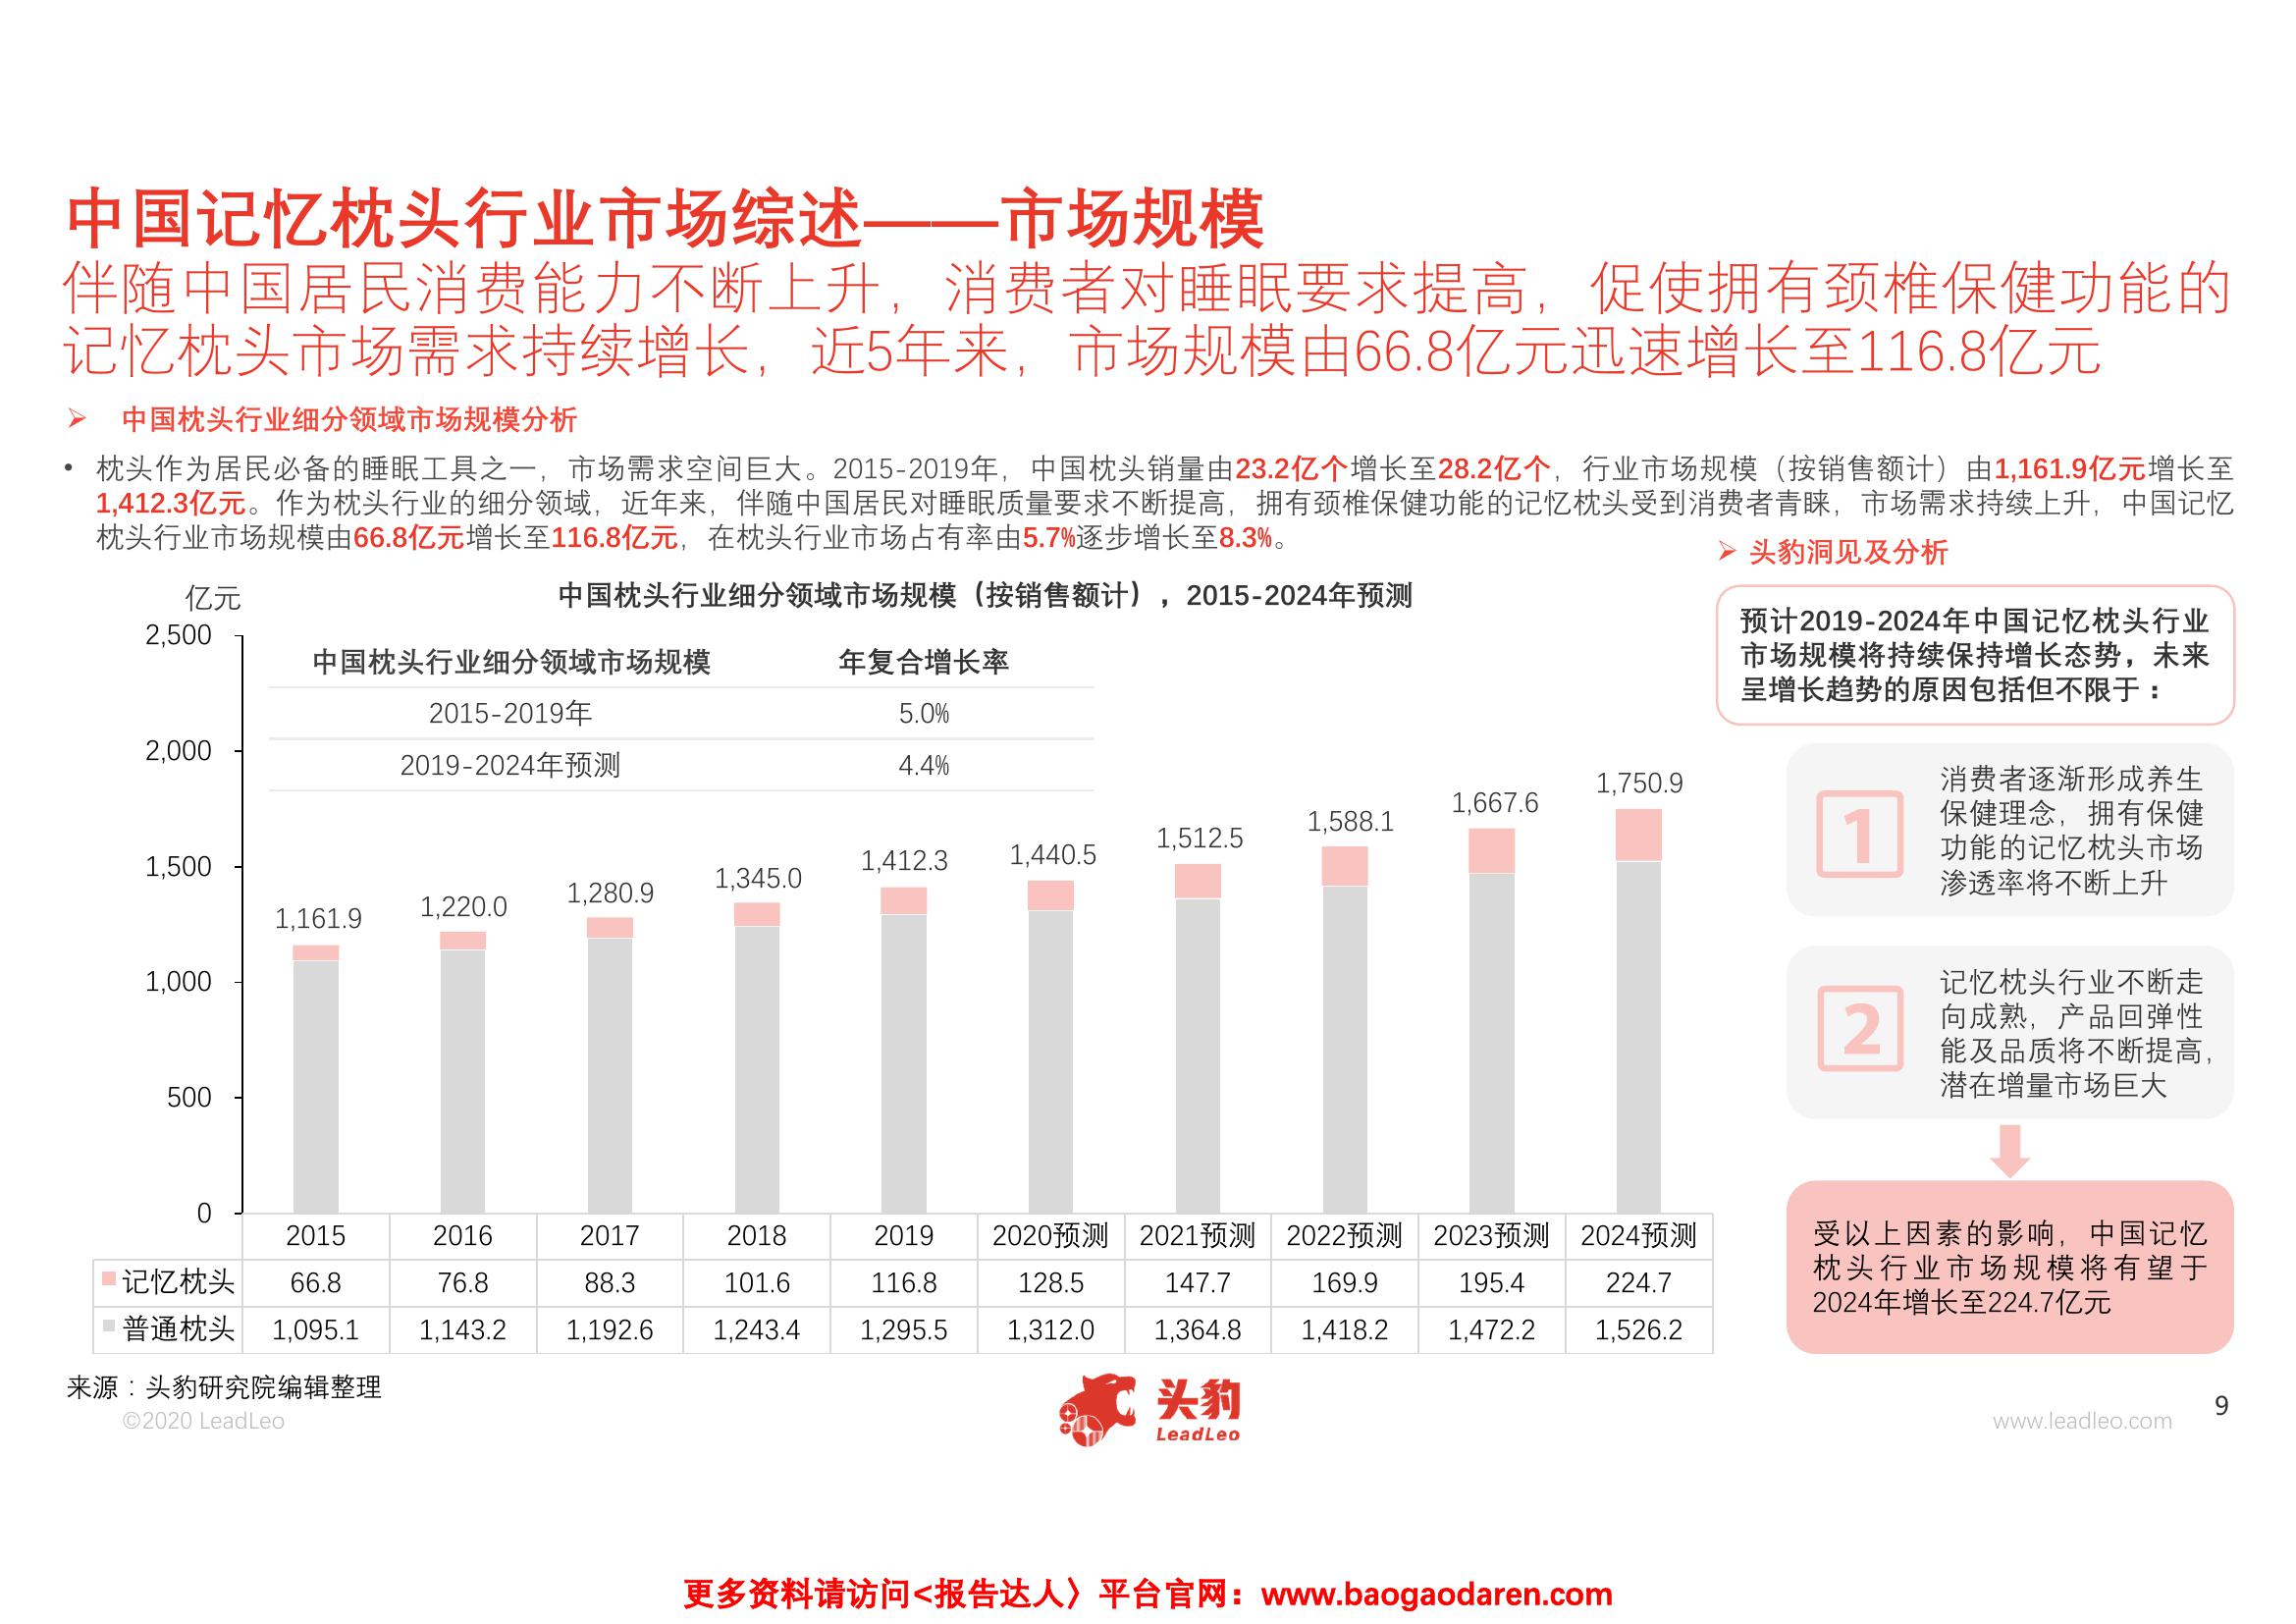 中国记忆枕头行业市场综述——市场规模
伴随中国居民消费能力不断上升，消费者对睡眠要求提高，促使拥有颈椎保健功能的
记忆枕头市场需求持续增长，近5年来，市场规模由66.8亿元迅速增长至116.8亿元
➢ 中国枕头行业细分领域市场规模分析
• 枕头作为居民必备的睡眠工具之一，市场需求空间巨大。2015-2019年，中国枕头销量由23.2亿个增长至28.2亿个，行业市场规模（按销售额计）由1,161.9亿元增长至
1,412.3亿元。作为枕头行业的细分领域，近年来，伴随中国居民对睡眠质量要求不断提高，拥有颈椎保健功能的记忆枕头受到消费者青睐，市场需求持续上升，中国记忆
枕头行业市场规模由66.8亿元增长至116.8亿元，在枕头行业市场占有率由5.7%逐步增长至8.3%。
亿元
中国枕头行业细分领域市场规模（按销售额计），2015-2024年预测
中国枕头行业细分领域市场规模 年复合增长率
2015-2019年 5.0%
2019-2024年预测 4.4%
2,500
2,000
1,500
1,000
500
0
1,161.9
1,220.0
1,280.9
1,345.0
1,412.3
1,440.5
1,512.5
1,588.1
1,667.6
1,750.9
2015 2016 2017 2018 2019 2020预测 2021预测 2022预测 2023预测 2024预测
记忆枕头 66.8 76.8 88.3 101.6 116.8 128.5 147.7 169.9 195.4 224.7
普通枕头 1,095.1 1,143.2 1,192.6 1,243.4 1,295.5 1,312.0 1,364.8 1,418.2 1,472.2 1,526.2
➢ 头豹洞见及分析
预计2019-2024年中国记忆枕头行业
市场规模将持续保持增长态势，未来
呈增长趋势的原因包括但不限于：
1
消费者逐渐形成养生
保健理念，拥有保健
功能的记忆枕头市场
渗透率将不断上升
2
记忆枕头行业不断走
向成熟，产品回弹性
能及品质将不断提高，
潜在增量市场巨大
受以上因素的影响，中国记忆
枕头行业市场规模将有望于
2024年增长至224.7亿元
来源：头豹研究院编辑整理
©2020 LeadLeo
头豹
LeadLeo
www.leadleo.com
9
更多资料请访问<报告达人〉平台官网：www.baogaodaren.com